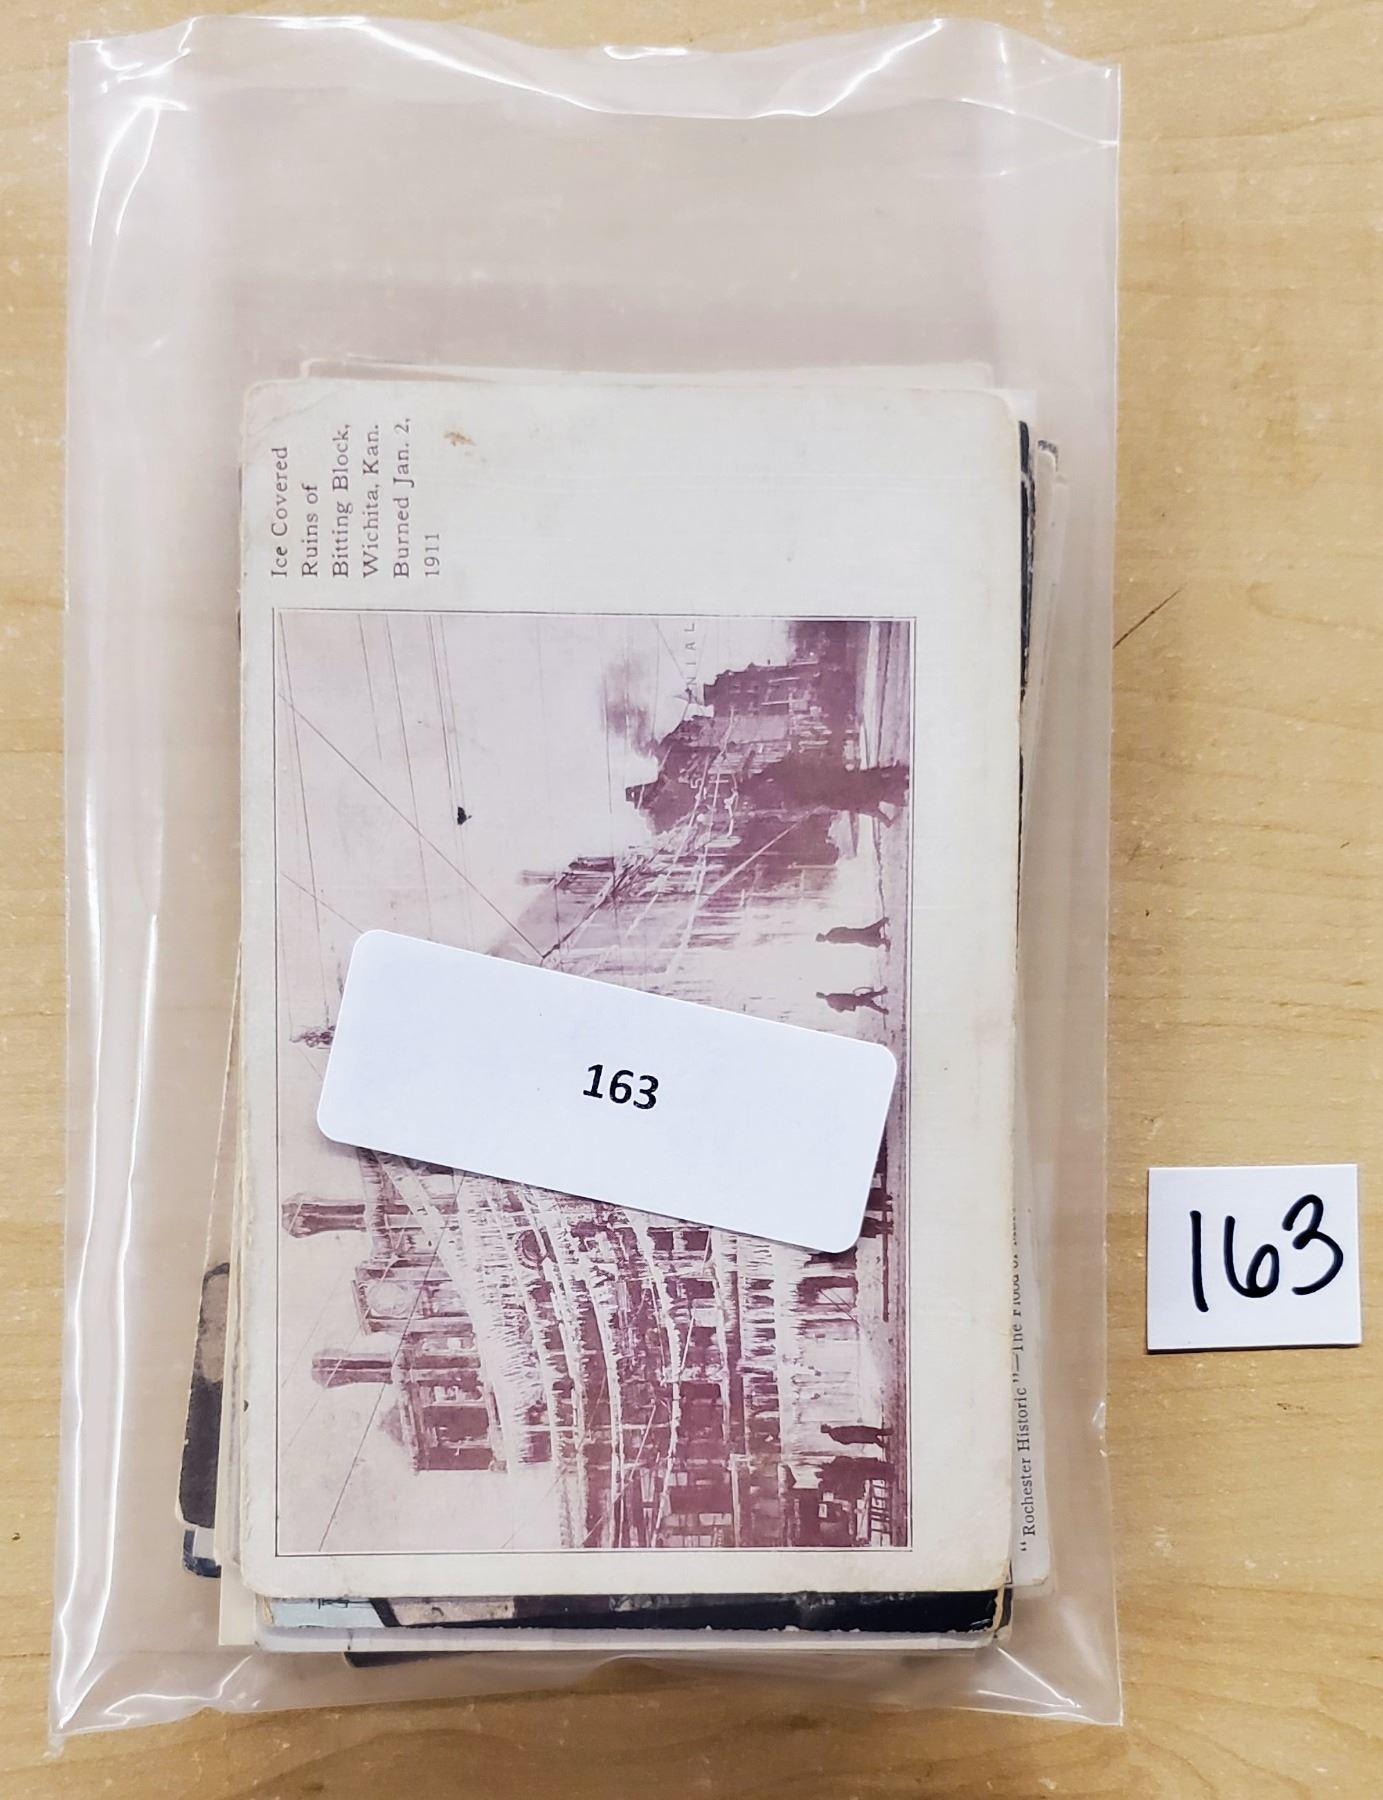 Ice Covered
Ruins of
Bitting Block,
Wichita, Kan.
Burned Jan. 2,
1911
NIAL
163
163
"Rochester Historic"—The Flood of